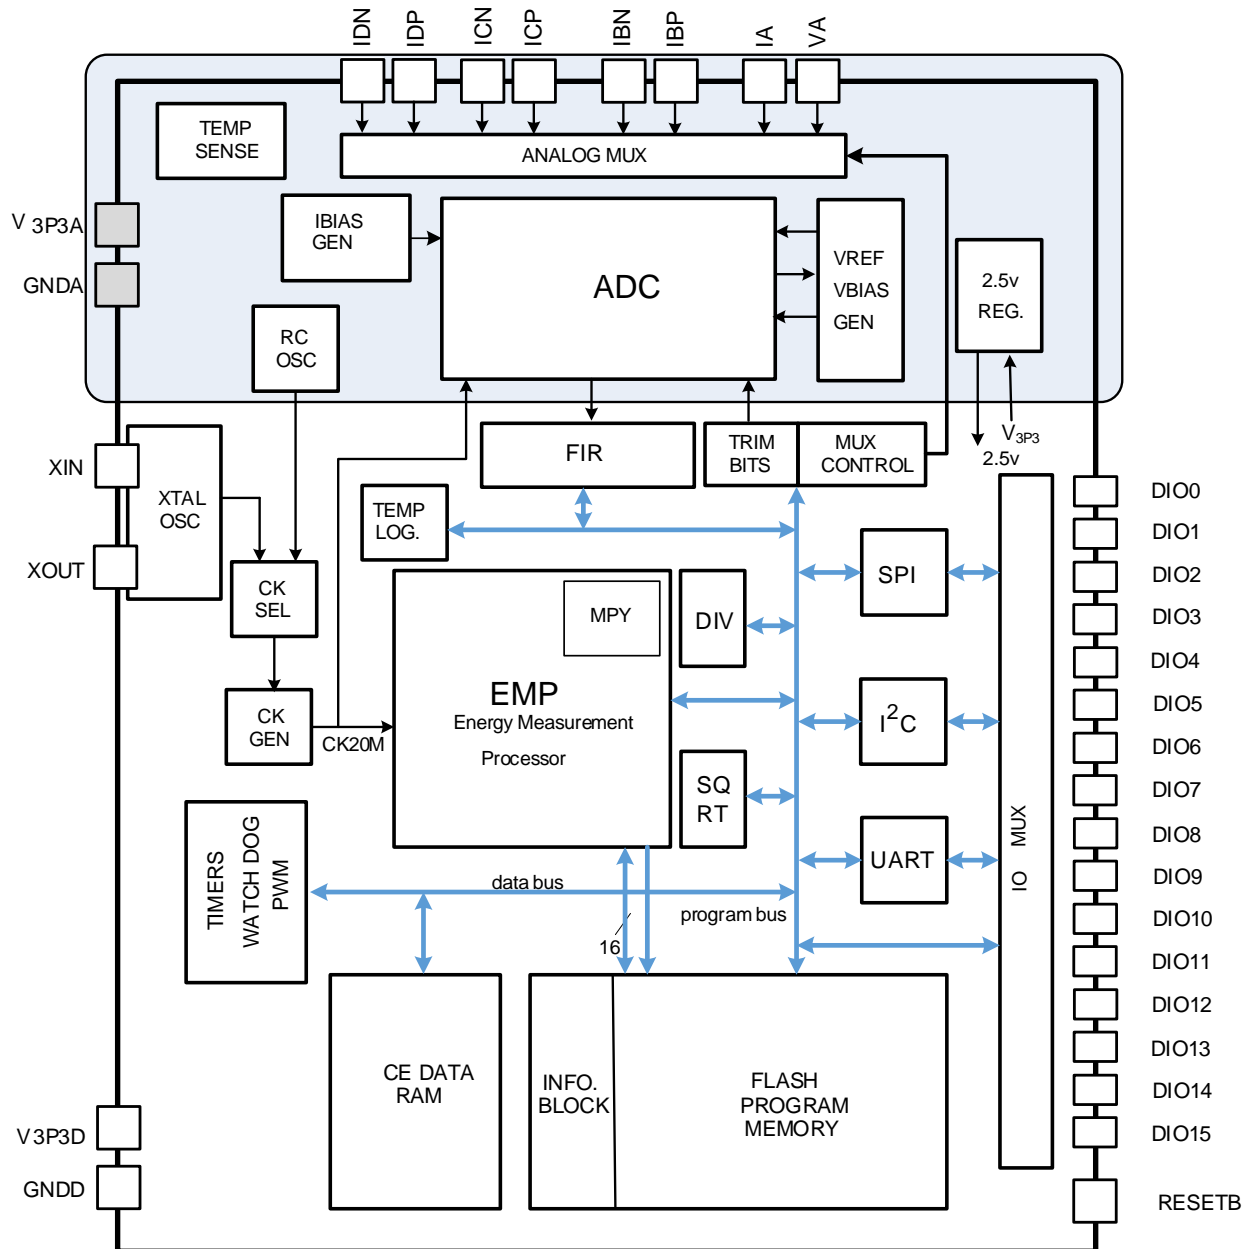 IDN
IDP
ICN
ICP
IBN
IBP
IA
VA
TEMP
SENSE
ANALOG MUX
V 3P3A
GNDA
IBIAS
GEN
ADC
VREF
VBIAS
GEN
2.5v
REG.
RC
OSC
V3P3
2.5v
XIN
XOUT
XTAL
OSC
FIR
TRIM
BITS
MUX
CONTROL
TEMP
LOG.
CK
SEL
CK
GEN
CK20M
MPY
EMP
Energy Measurement
Processor
DIV
SQ
RT
SPI
I2C
UART
IO MUX
TIMERS
WATCH DOG
PWM
data bus
program bus
16
CE DATA
RAM
INFO.
BLOCK
FLASH
PROGRAM
MEMORY
V3P3D
GNDD
DIO0
DIO1
DIO2
DIO3
DIO4
DIO5
DIO6
DIO7
DIO8
DIO9
DIO10
DIO11
DIO12
DIO13
DIO14
DIO15
RESETB